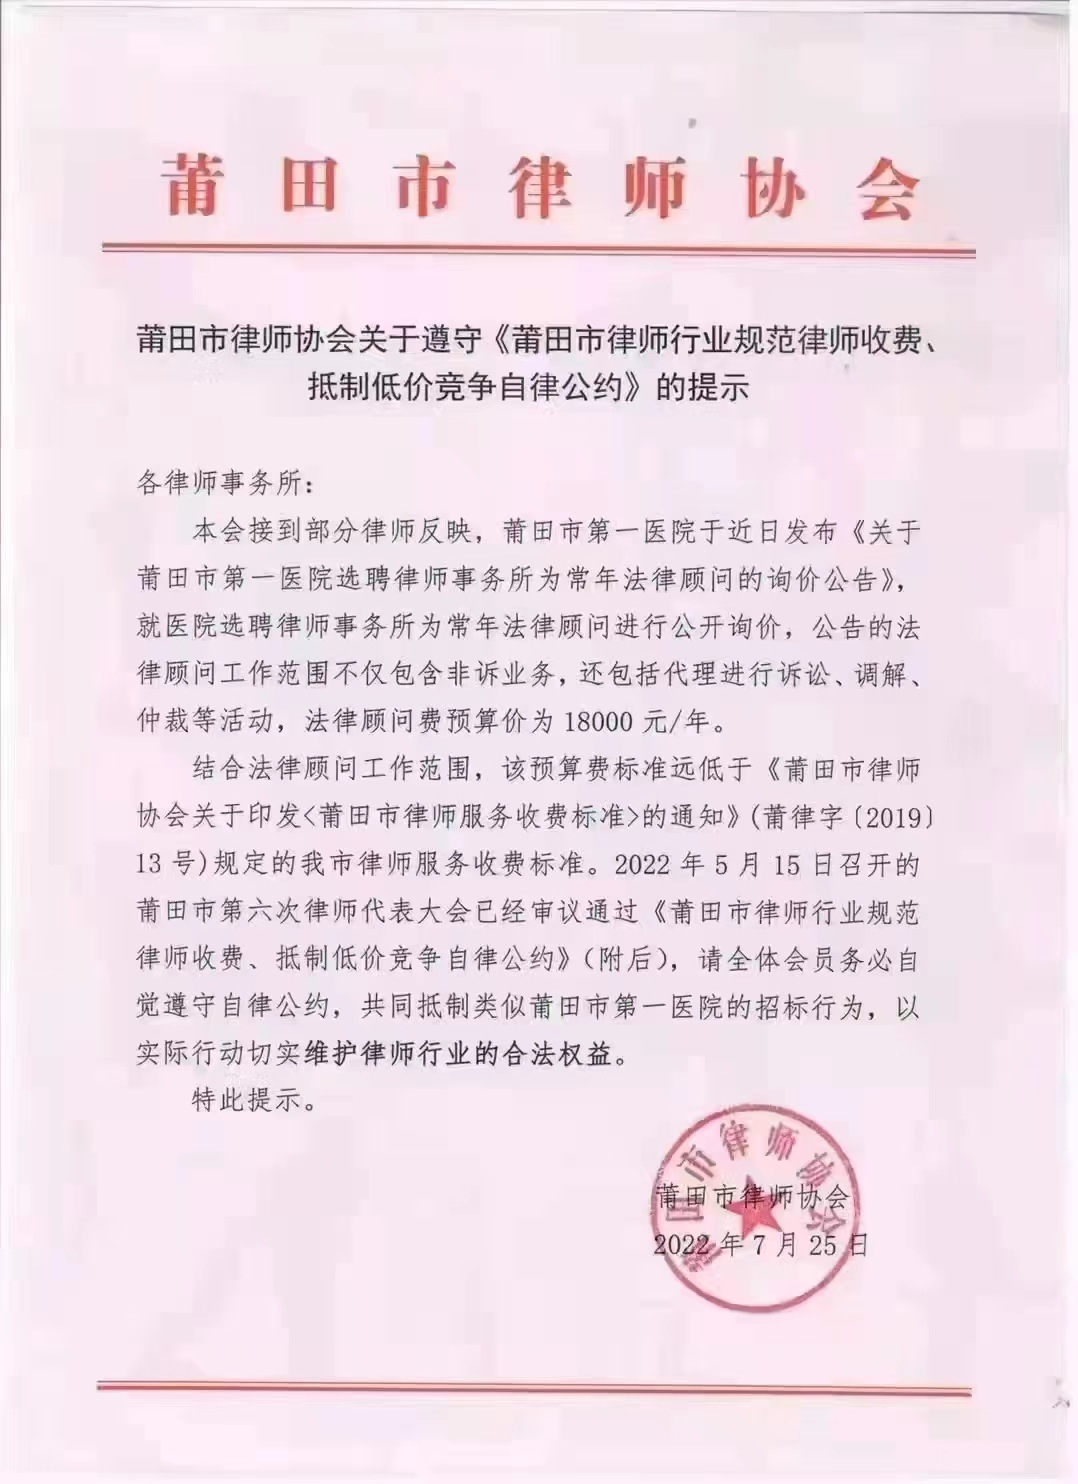 莆田市律师协会
莆田市律师协会关于遵守《莆田市律师行业规范律师收费、
抵制低价竞争自律公约》的提示
各律师事务所：
本会接到部分律师反映，莆田市第一医院于近日发布《关于
莆田市第一医院选聘律师事务所为常年法律顾问的询价公告》，
就医院选聘律师事务所为常年法律顾问进行公开询价，公告的法
律顾问工作范围不仅包含非诉业务，还包括代理进行诉讼、调解、
仲裁等活动，法律顾问费预算价为 18000 元/年。
结合法律顾问工作范围，该预算费标准远低于《莆田市律师
协会关于印发<莆田市律师服务收费标准>的通知》(莆律字〔2019〕
13 号)规定的我市律师服务收费标准。2022 年 5 月 15 日召开的
莆田市第六次律师代表大会已经审议通过《莆田市律师行业规范
律师收费、抵制低价竞争自律公约》（附后），请全体会员务必自
觉遵守自律公约，共同抵制类似莆田市第一医院的招标行为，以
实际行动切实维护律师行业的合法权益。
特此提示。
莆田市律师协会
2022 年 7 月 25 日
莆田市律师协会